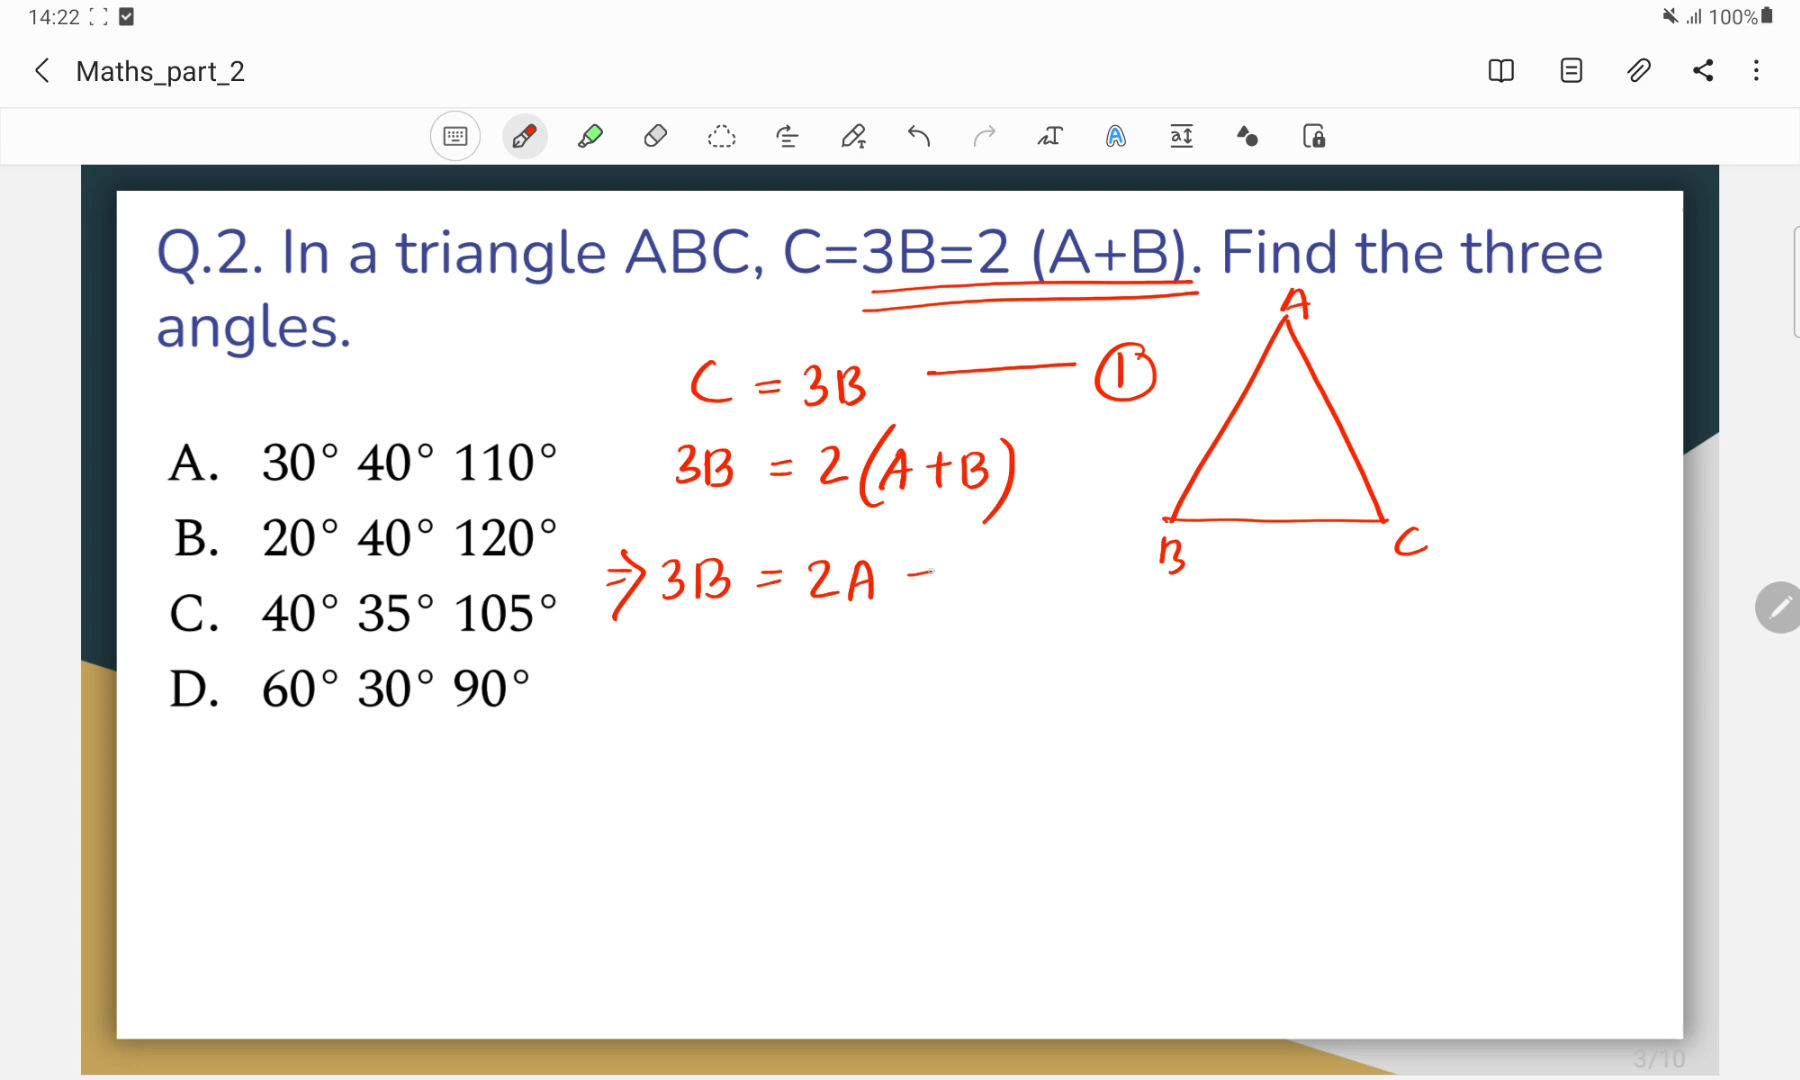 14:22
100%
Maths_part_2
Q.2. In a triangle ABC, C=3B=2 (A+B). Find the three
angles.
A. 30° 40° 110°
B. 20° 40° 120°
C. 40° 35° 105°
D. 60° 30° 90°
C = 3B ——— ①
3B = 2(A+B)
⇒ 3B = 2A -
A
B
C
3/10